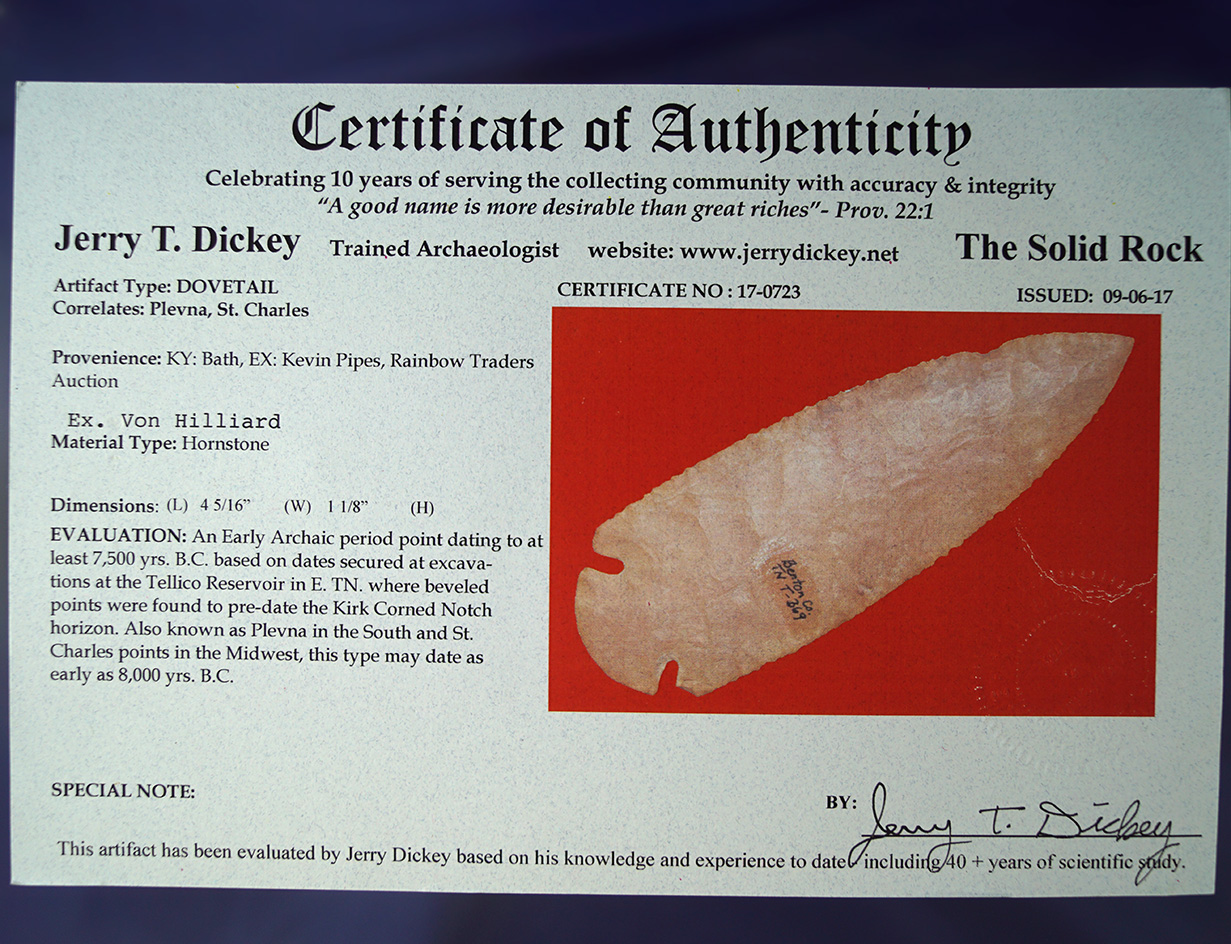 Certificate of Authenticity
Celebrating 10 years of serving the collecting community with accuracy & integrity
"A good name is more desirable than great riches"- Prov. 22:1
Jerry T. Dickey Trained Archaeologist website: www.jerrydickey.net The Solid Rock
Artifact Type: DOVETAIL
Correlates: Plevna, St. Charles
CERTIFICATE NO : 17-0723 ISSUED: 09-06-17
Provenience: KY: Bath, EX: Kevin Pipes, Rainbow Traders
Auction
Ex. Von Hilliard
Material Type: Hornstone
Dimensions: (L) 4 5/16" (W) 1 1/8" (H)
EVALUATION: An Early Archaic period point dating to at
least 7,500 yrs. B.C. based on dates secured at excava-
tions at the Tellico Reservoir in E. TN. where beveled
points were found to pre-date the Kirk Corned Notch
horizon. Also known as Plevna in the South and St.
Charles points in the Midwest, this type may date as
early as 8,000 yrs. B.C.
Benton Co.
TN
SPECIAL NOTE:
BY: Jerry T. Dickey
This artifact has been evaluated by Jerry Dickey based on his knowledge and experience to date including 40 + years of scientific study.